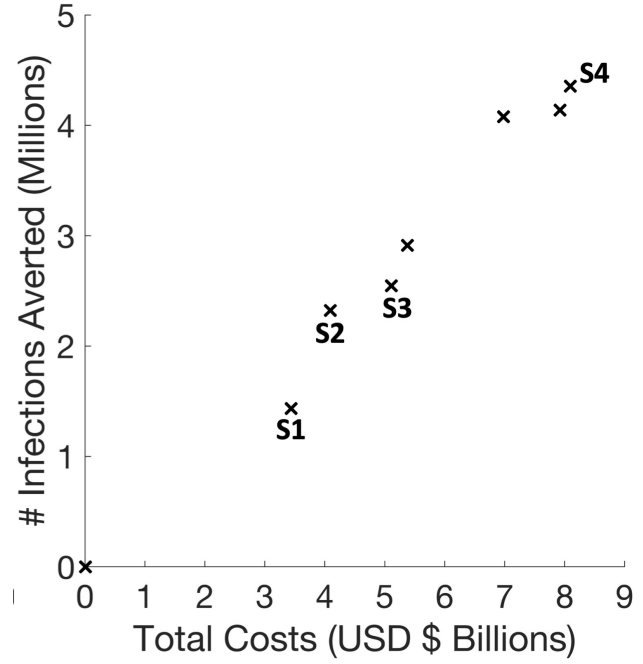 5
4
3
2
1
0
# Infections Averted (Millions)
S4
S3
S2
S1
0 1 2 3 4 5 6 7 8 9
Total Costs (USD $ Billions)